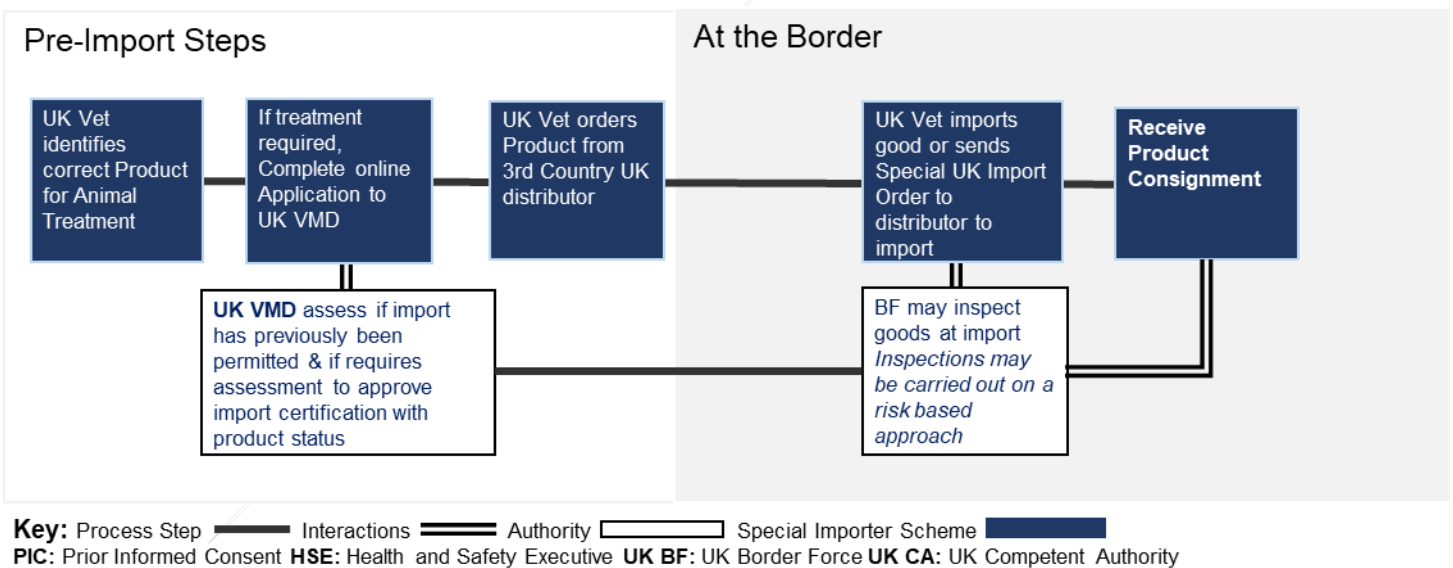 Pre-Import Steps
At the Border
UK Vet
identifies
correct Product
for Animal
Treatment
If treatment
required,
Complete online
Application to
UK VMD
UK Vet orders
Product from
3rd Country UK
distributor
UK Vet imports
good or sends
Special UK Import
Order to
distributor to
import
Receive
Product
Consignment
UK VMD assess if import
has previously been
permitted & if requires
assessment to approve
import certification with
product status
BF may inspect
goods at import
Inspections may
be carried out on a
risk based
approach
Key: Process Step Interactions Authority Special Importer Scheme
PIC: Prior Informed Consent HSE: Health and Safety Executive UK BF: UK Border Force UK CA: UK Competent Authority